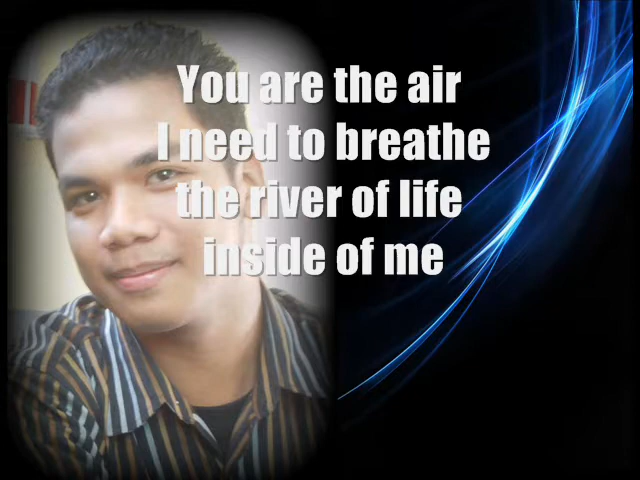 You are the air
I need to breathe
the river of life
inside of me